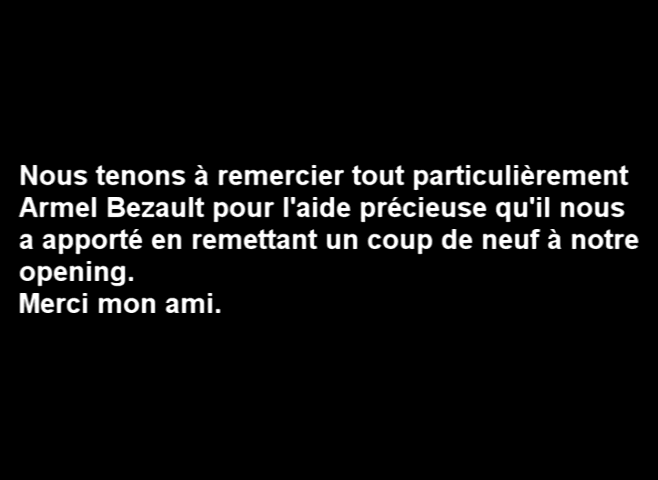 Nous tenons à remercier tout particulièrement
Armel Bezault pour l'aide précieuse qu'il nous
a apporté en remettant un coup de neuf à notre
opening.
Merci mon ami.